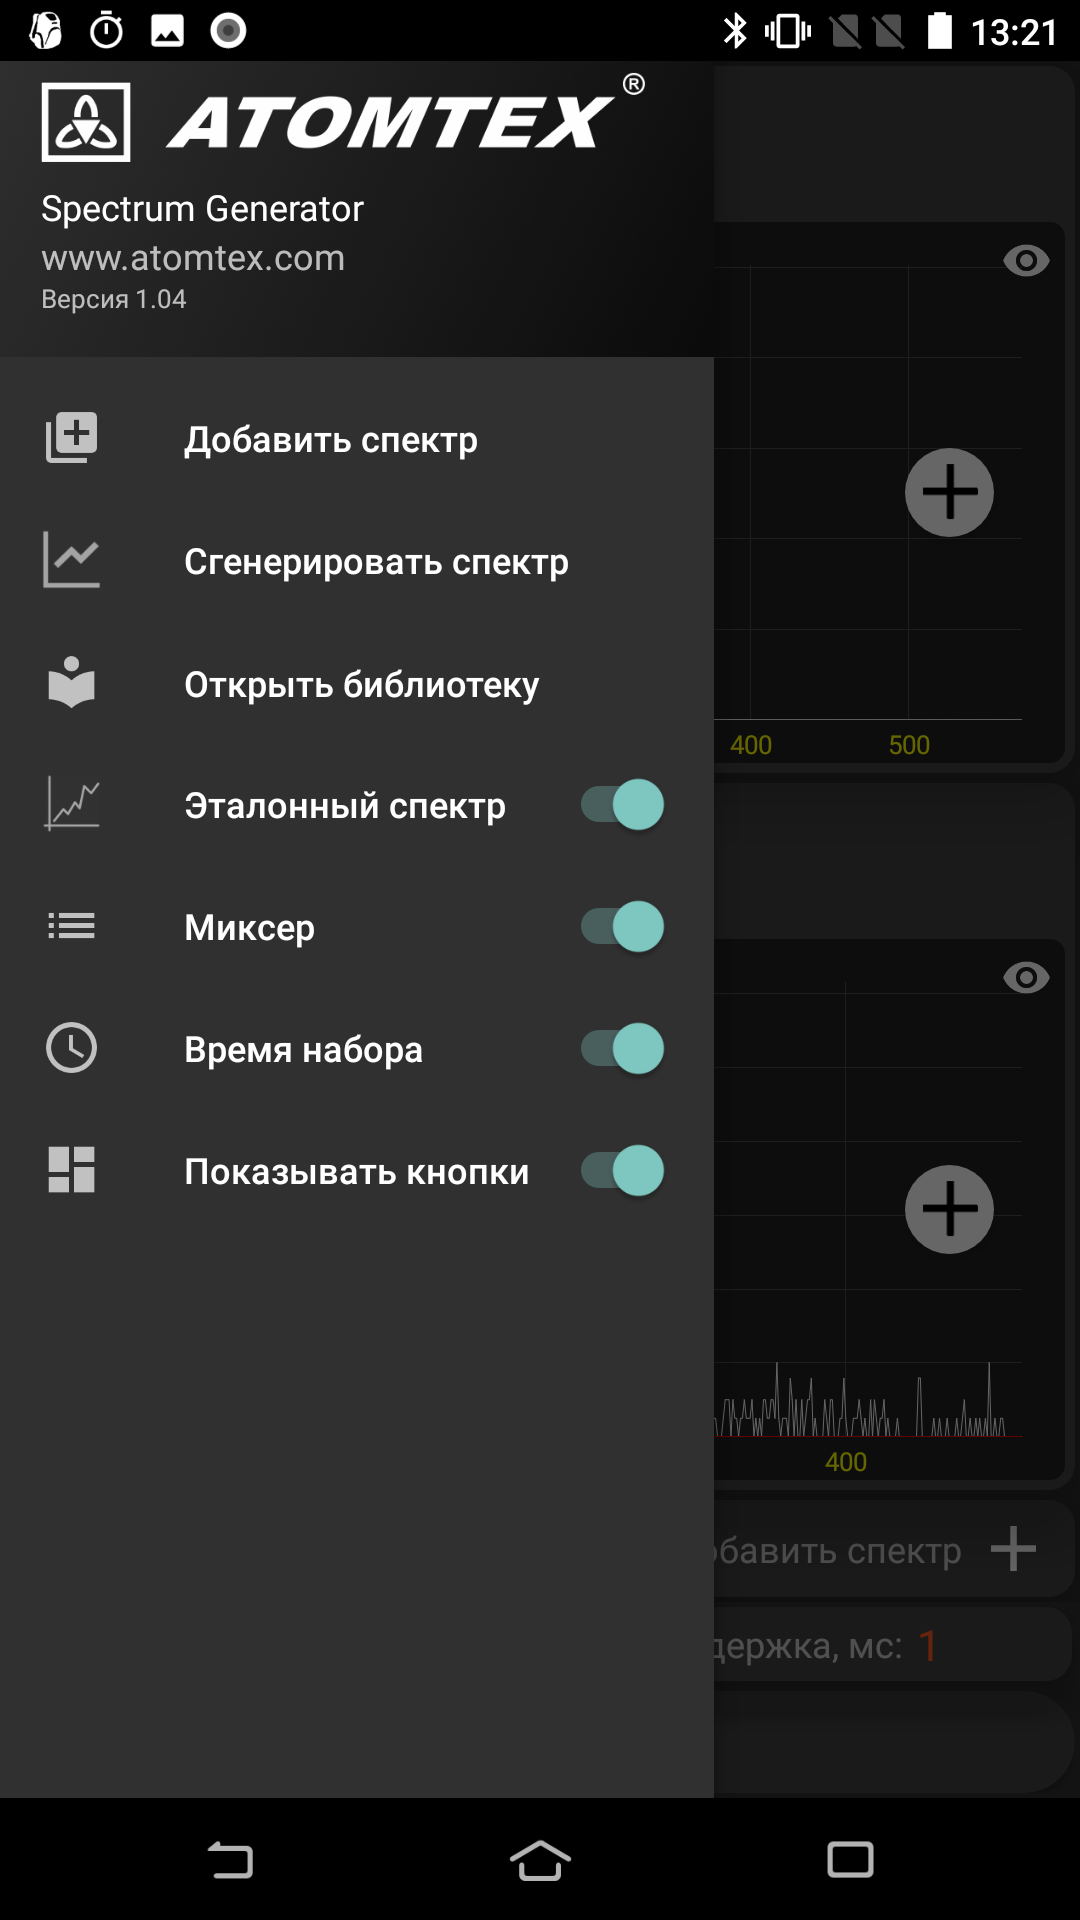 13:21
ATOMTEX ®
Spectrum Generator
www.atomtex.com
Версия 1.04
Добавить спектр
Сгенерировать спектр
Открыть библиотеку
400 500
Эталонный спектр
Миксер
Время набора
Показывать кнопки
400
бавить спектр
держка, мс: 1